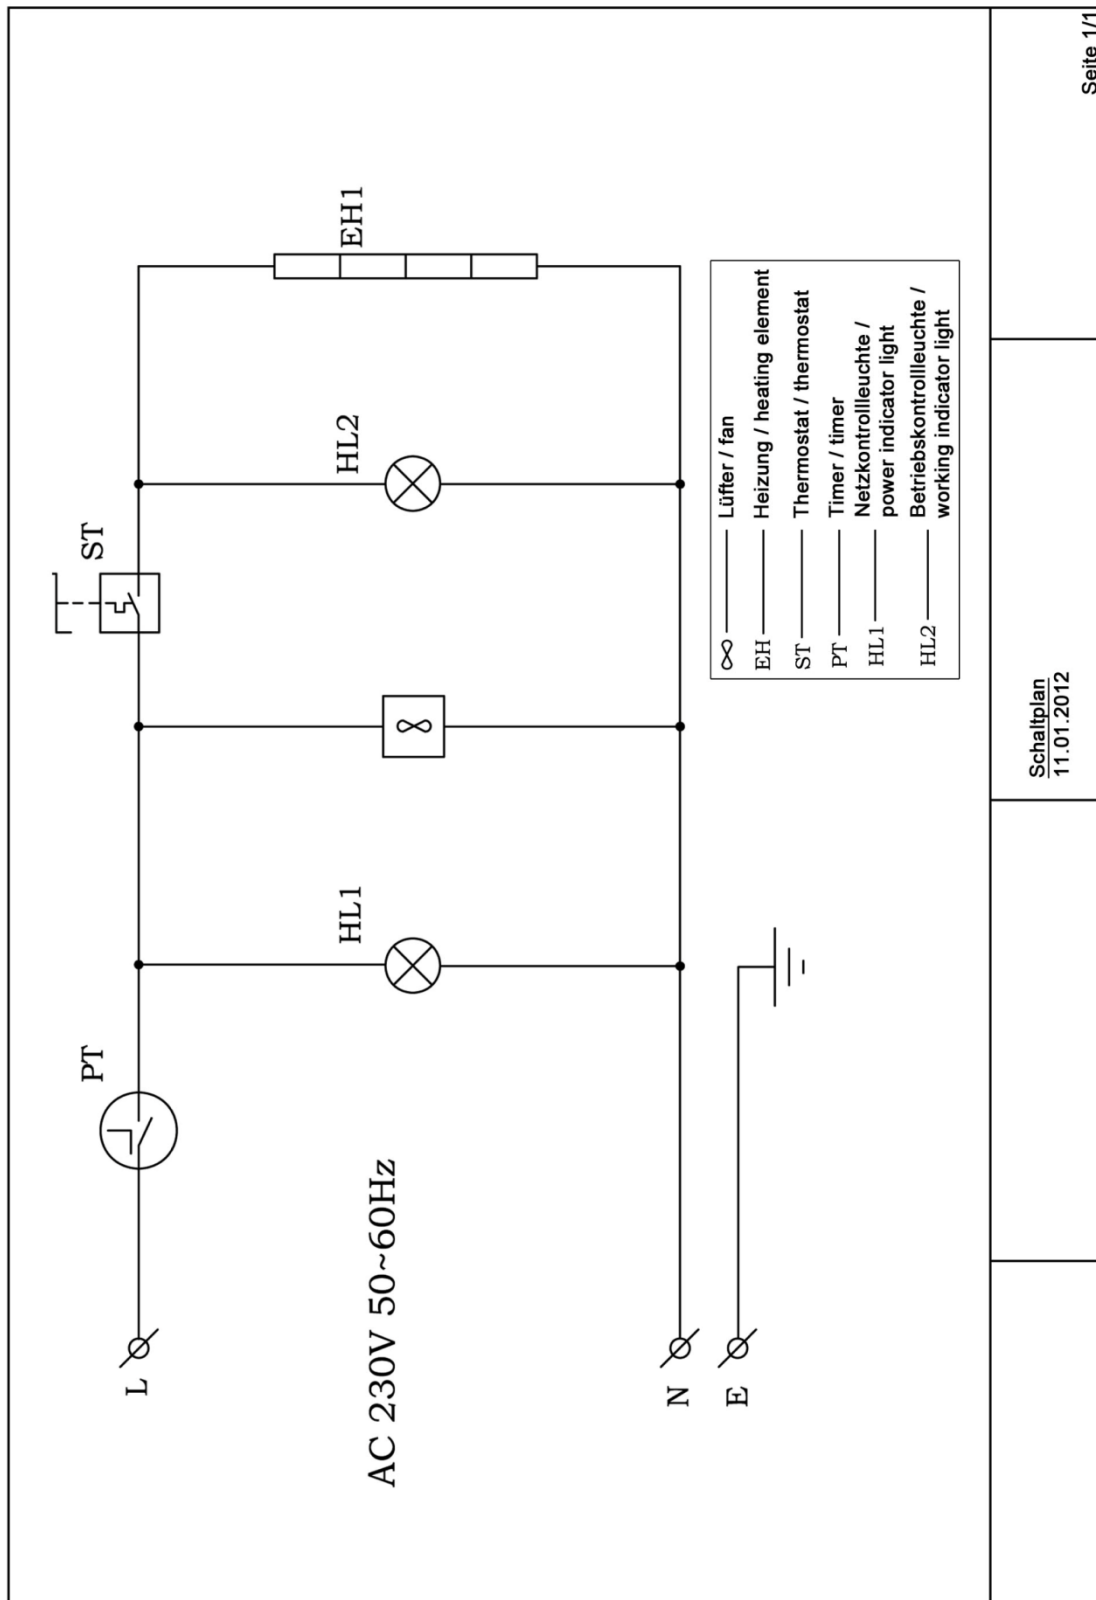 PT
ST
HL1
HL2
EH1
L
AC 230V 50~60Hz
N
E
Lüfter / fan
EH Heizung / heating element
ST Thermostat / thermostat
PT Timer / timer
HL1 Netzkontrollleuchte /
power indicator light
HL2 Betriebskontrollleuchte /
working indicator light
Schaltplan
11.01.2012
Seite 1/1